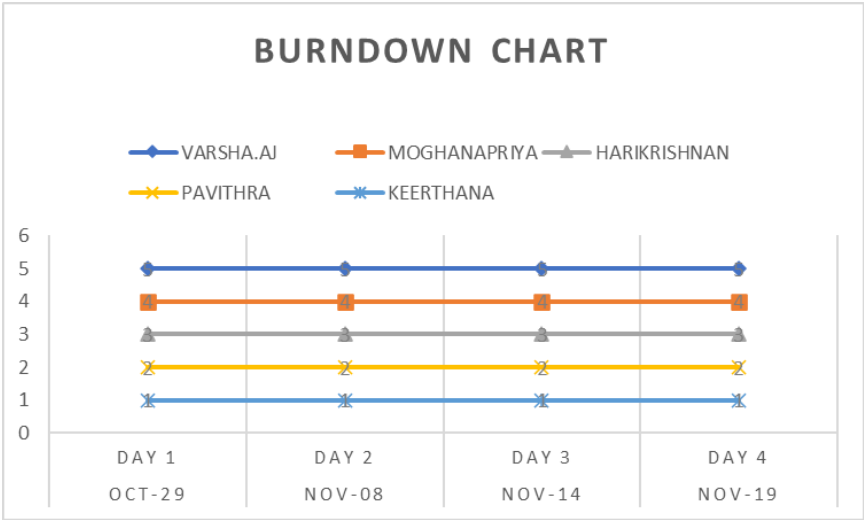 BURNDOWN CHART
VARSHA.AJ MOGHANAPRIYA HARIKRISHNAN
PAVITHRA KEERTHANA
6
5 5 5 5 5
4 4 4 4 4
3 3 3 3 3
2 2 2 2 2
1 1 1 1 1
0
DAY 1 DAY 2 DAY 3 DAY 4
OCT-29 NOV-08 NOV-14 NOV-19